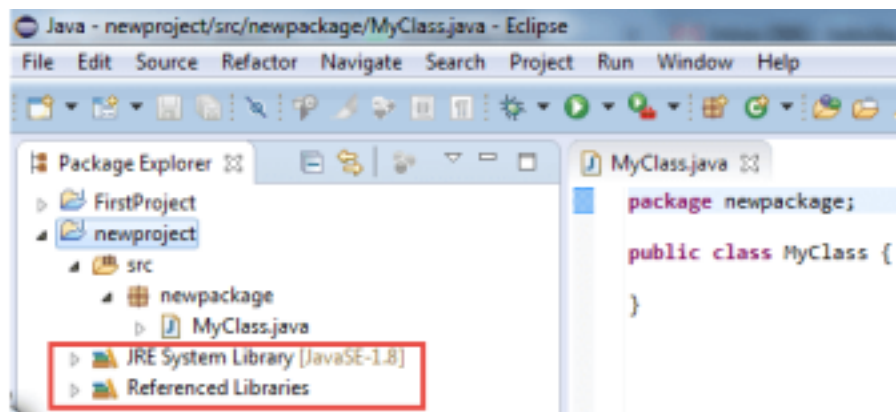 Java - newproject/src/newpackage/MyClass.java - Eclipse
File Edit Source Refactor Navigate Search Project Run Window Help
Package Explorer
FirstProject
newproject
src
newpackage
MyClass.java
JRE System Library [JavaSE-1.8]
Referenced Libraries
MyClass.java
package newpackage;
public class MyClass {
}